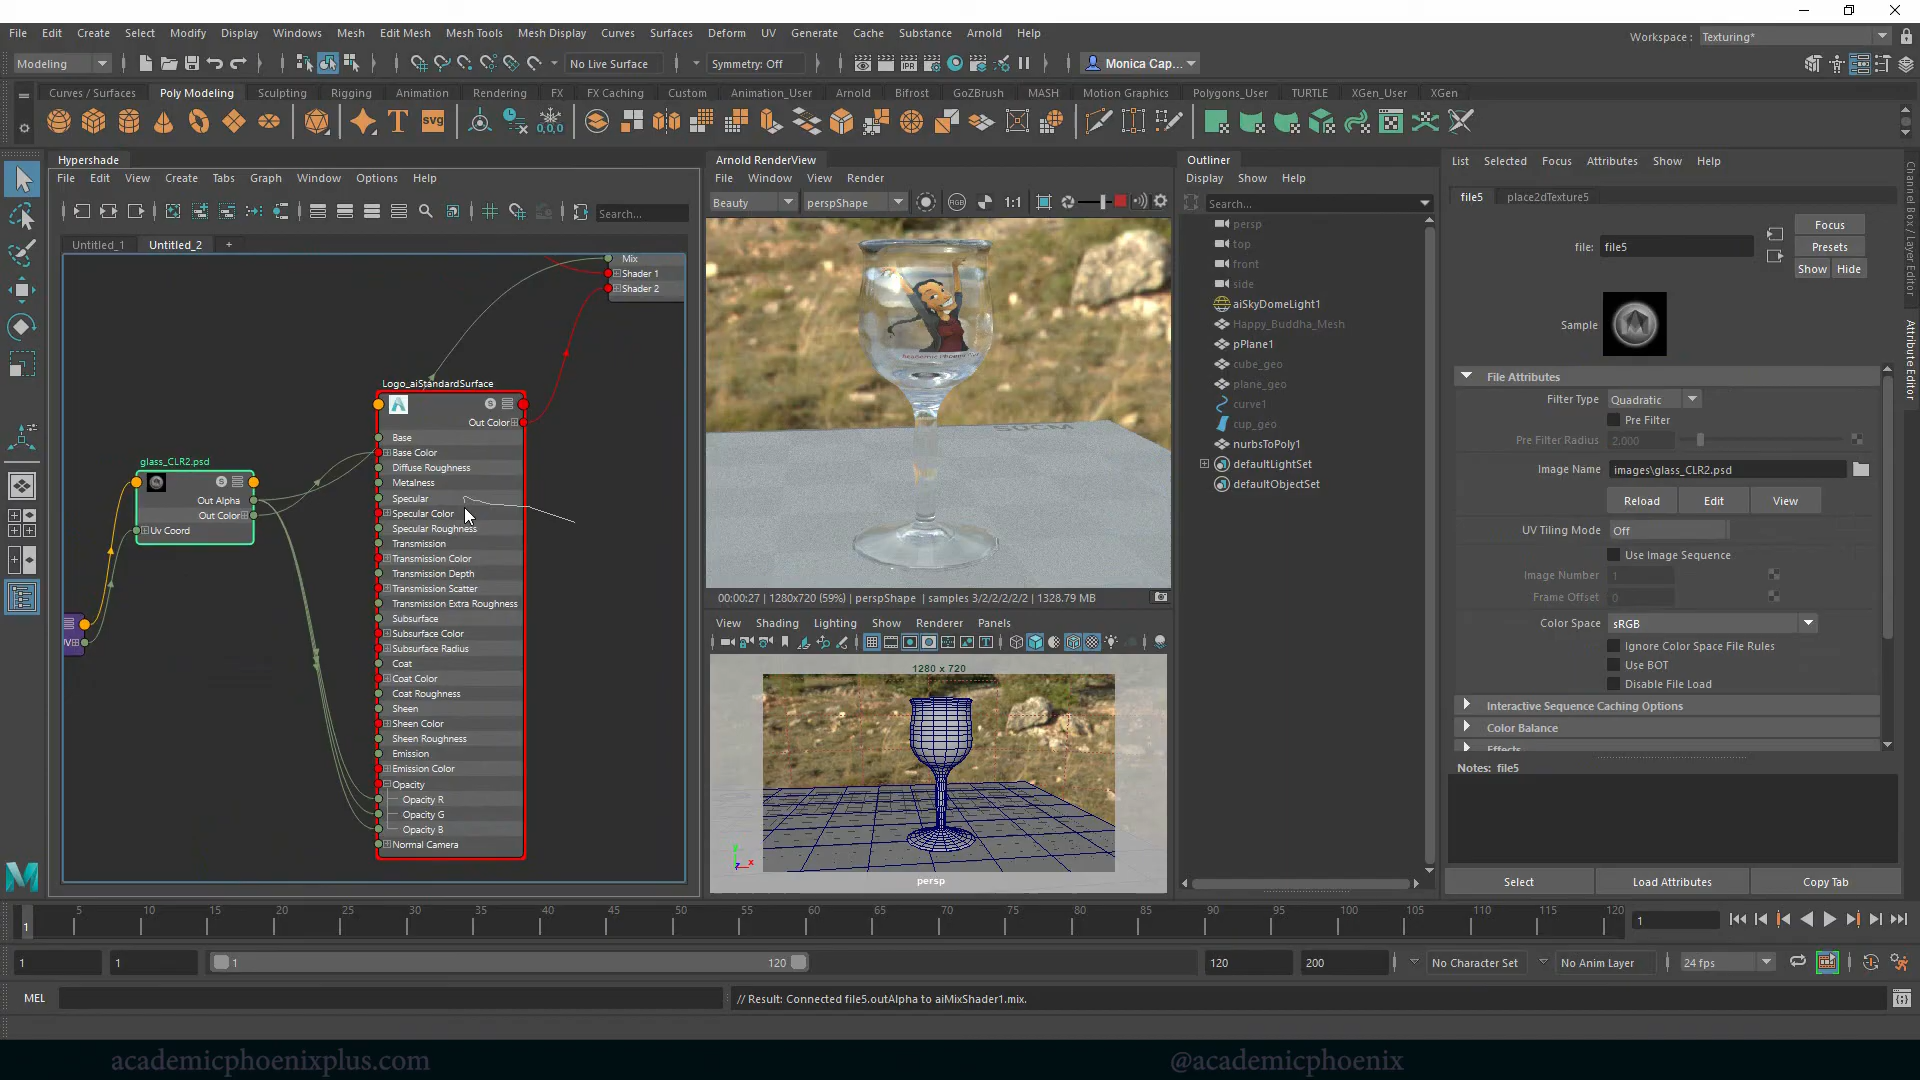 File Edit Create Select Modify Display Windows Mesh Edit Mesh Mesh Tools Mesh Display Curves Surfaces Deform UV Generate Cache Substance Arnold Help
Workspace : Texturing*
Modeling
No Live Surface
Symmetry: Off
Monica Cap...
Curves / Surfaces Poly Modeling Sculpting Rigging Animation Rendering FX FX Caching Custom Animation_User Arnold Bifrost GoZBrush MASH Motion Graphics Polygons_User TURTLE XGen_User XGen
svg
0,0,0
Hypershade
File Edit View Create Tabs Graph Window Options Help
Search...
Untitled_1 Untitled_2 +
Mix
Shader 1
Shader 2
Logo_aiStandardSurface
Out Color
Base
Base Color
Diffuse Roughness
Metalness
Specular
Specular Color
Specular Roughness
Transmission
Transmission Color
Transmission Depth
Transmission Scatter
Transmission Extra Roughness
Subsurface
Subsurface Color
Subsurface Radius
Coat
Coat Color
Coat Roughness
Sheen
Sheen Color
Sheen Roughness
Emission
Emission Color
Opacity
Opacity R
Opacity G
Opacity B
Normal Camera
glass_CLR2.psd
Out Alpha
Out Color
Uv Coord
Arnold RenderView
File Window View Render
Beauty
perspShape
RGB
1:1
50CM
00:00:27 | 1280x720 (59%) | perspShape | samples 3/2/2/2/2/2 | 1328.79 MB
View Shading Lighting Show Renderer Panels
1280 x 720
persp
Outliner
Display Show Help
Search...
persp
top
front
side
aiSkyDomeLight1
Happy_Buddha_Mesh
pPlane1
cube_geo
plane_geo
curve1
cup_geo
nurbsToPoly1
defaultLightSet
defaultObjectSet
List Selected Focus Attributes Show Help
file5 place2dTexture5
file: file5
Focus
Presets
Show Hide
Sample
File Attributes
Filter Type Quadratic
Pre Filter
Pre Filter Radius 2.000
Image Name images\glass_CLR2.psd
Reload Edit View
UV Tiling Mode Off
Use Image Sequence
Image Number 1
Frame Offset 0
Color Space sRGB
Ignore Color Space File Rules
Use BOT
Disable File Load
Interactive Sequence Caching Options
Color Balance
Effects
Notes: file5
Select Load Attributes Copy Tab
Channel Box / Layer Editor
Attribute Editor
1 5 10 15 20 25 30 35 40 45 50 55 60 65 70 75 80 85 90 95 100 105 110 115 120
1
1 1 1 120 120 200 No Character Set No Anim Layer 24 fps
MEL
// Result: Connected file5.outAlpha to aiMixShader1.mix.
academicphoenixplus.com
@academicphoenix